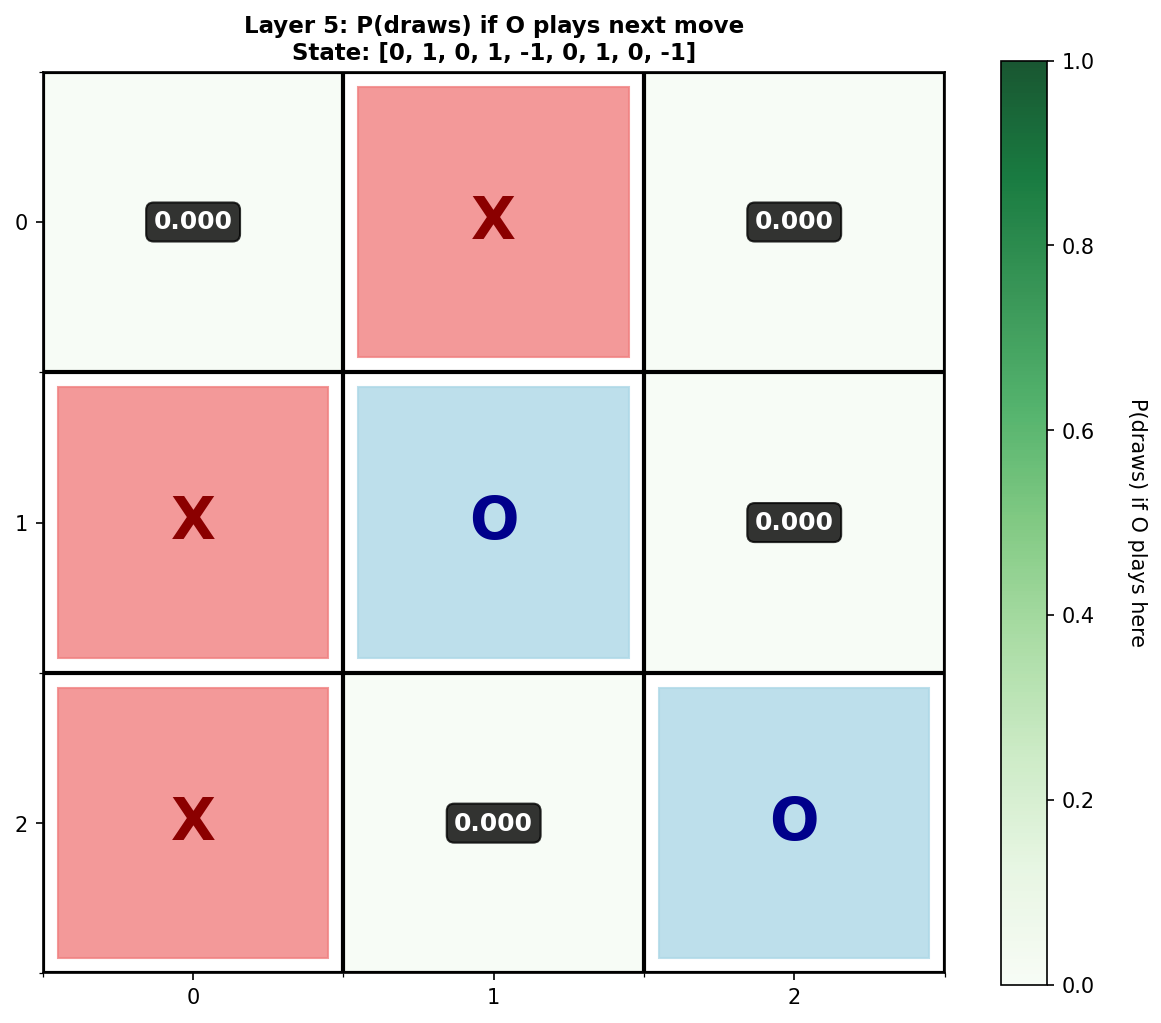 Layer 5: P(draws) if O plays next move
State: [0, 1, 0, 1, -1, 0, 1, 0, -1]
0
0.000
X
0.000
1
X
O
0.000
2
X
0.000
O
0
1
2
1.0
0.8
0.6
0.4
0.2
0.0
P(draws) if O plays here